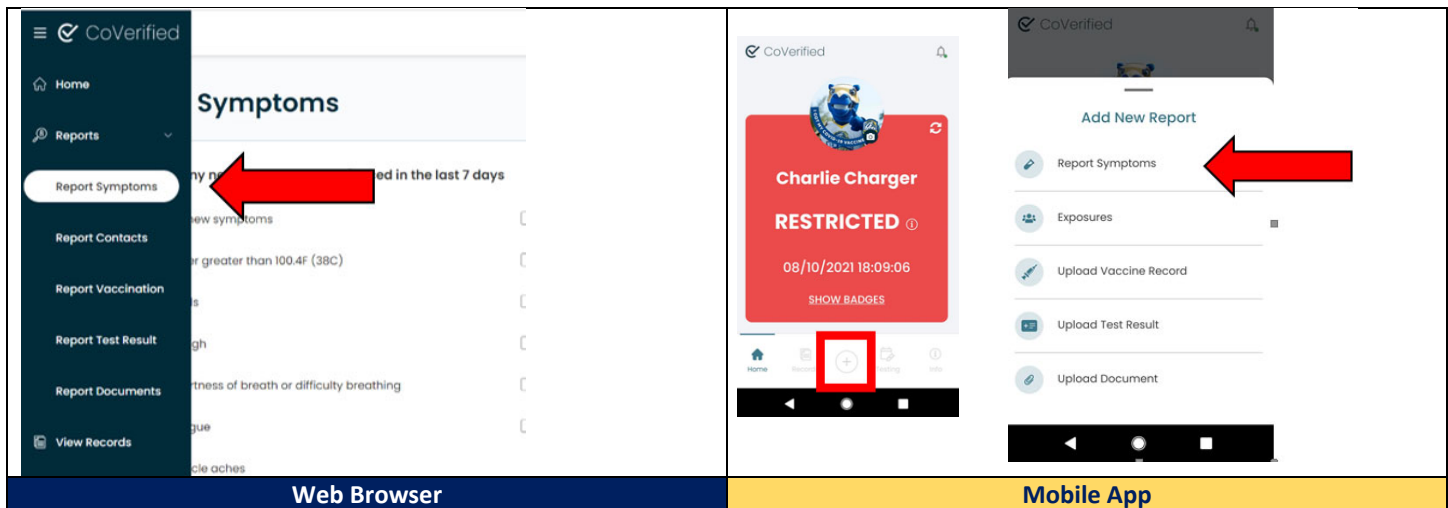 CoVerified
Home
Reports
Report Symptoms
Report Contacts
Report Vaccination
Report Test Result
Report Documents
View Records
Symptoms
ed in the last 7 days
new symptoms
er greater than 100.4F (38C)
gh
rtness of breath or difficulty breathing
gue
cle aches
Web Browser
CoVerified
Charlie Charger
RESTRICTED
08/10/2021 18:09:06
SHOW BADGES
Home
CoVerified
Add New Report
Report Symptoms
Exposures
Upload Vaccine Record
Upload Test Result
Upload Document
Mobile App